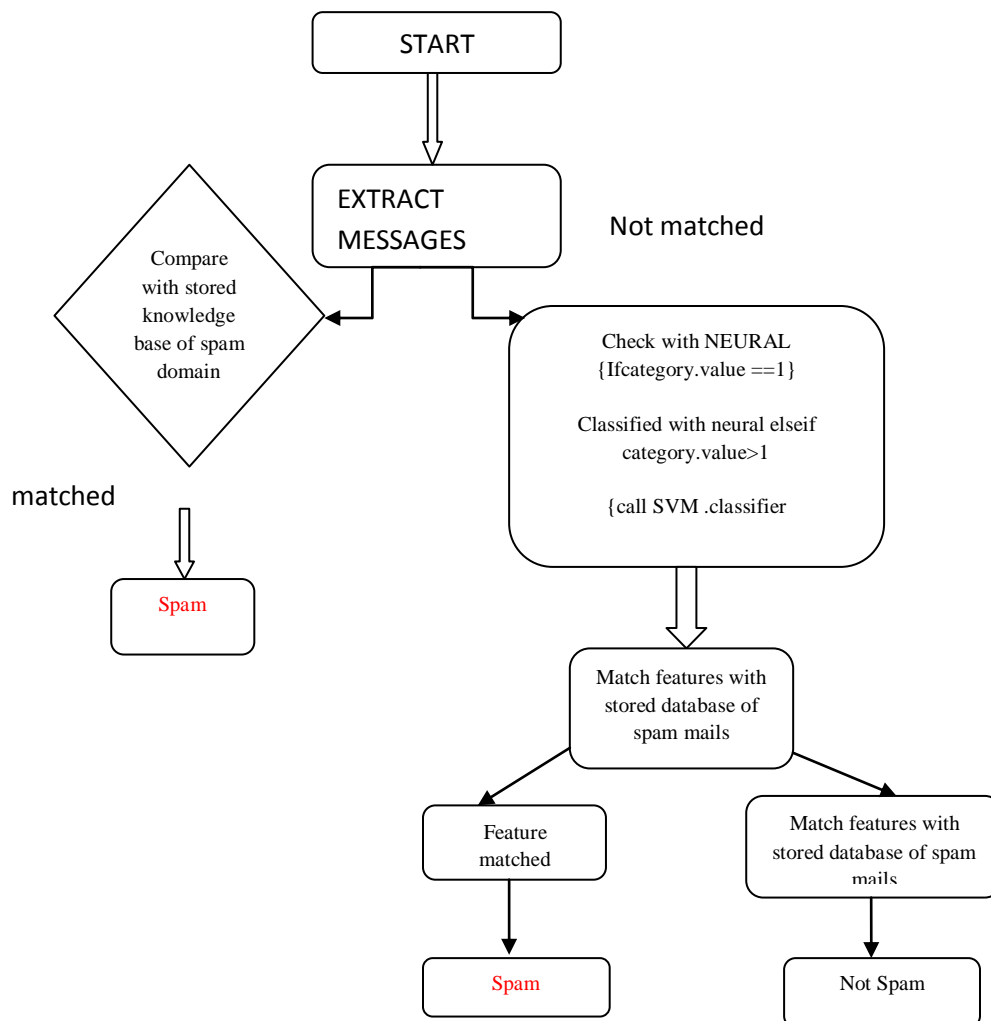 START
EXTRACT
MESSAGES
Not matched
Compare
with stored
knowledge
base of spam
domain
matched
Spam
Check with NEURAL
{Ifcategory.value ==1}
Classified with neural elseif
category.value>1
{call SVM .classifier
Match features with
stored database of
spam mails
Feature
matched
Spam
Match features with
stored database of spam
mails
Not Spam